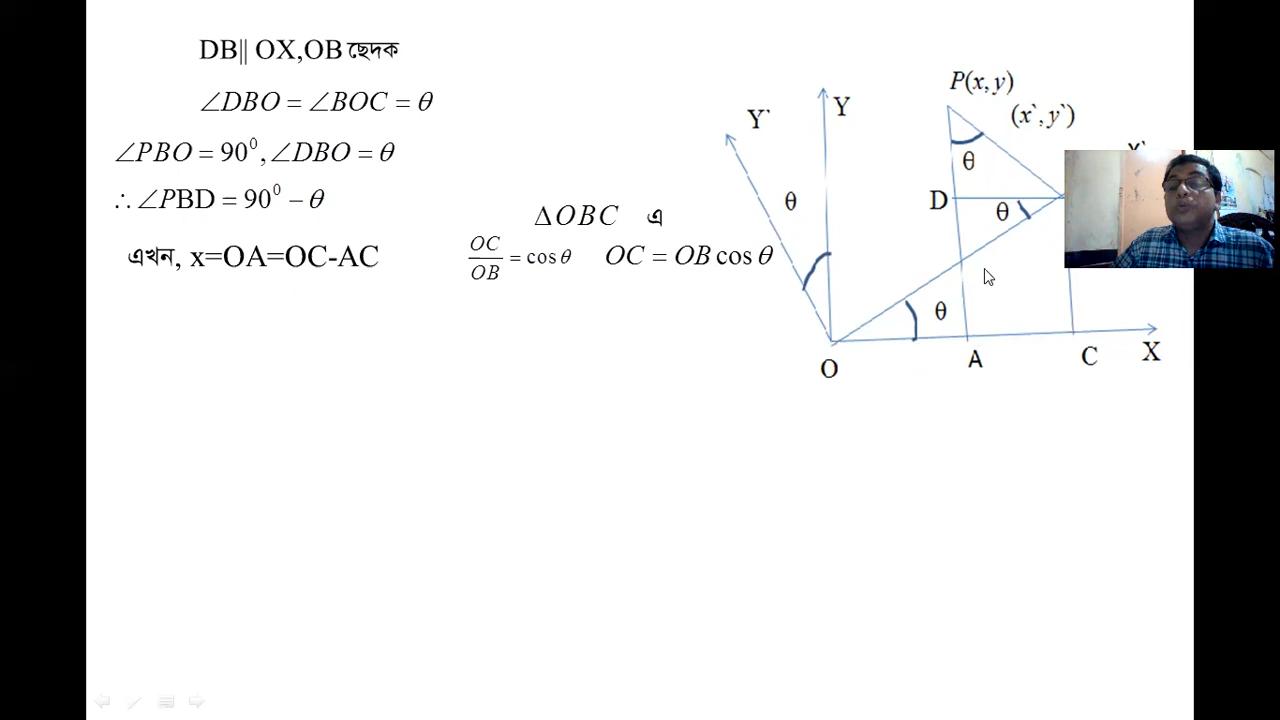 DB|| OX,OB ছেদক
∠DBO = ∠BOC = θ
∠PBO = 90⁰, ∠DBO = θ
∴ ∠PBD = 90⁰ − θ
এখন, x=OA=OC-AC
ΔOBC এ
OC/OB = cos θ OC = OB cos θ
P(x, y)
(x`, y`)
Y`
Y
θ
θ
D
θ
θ
O
A
C
X